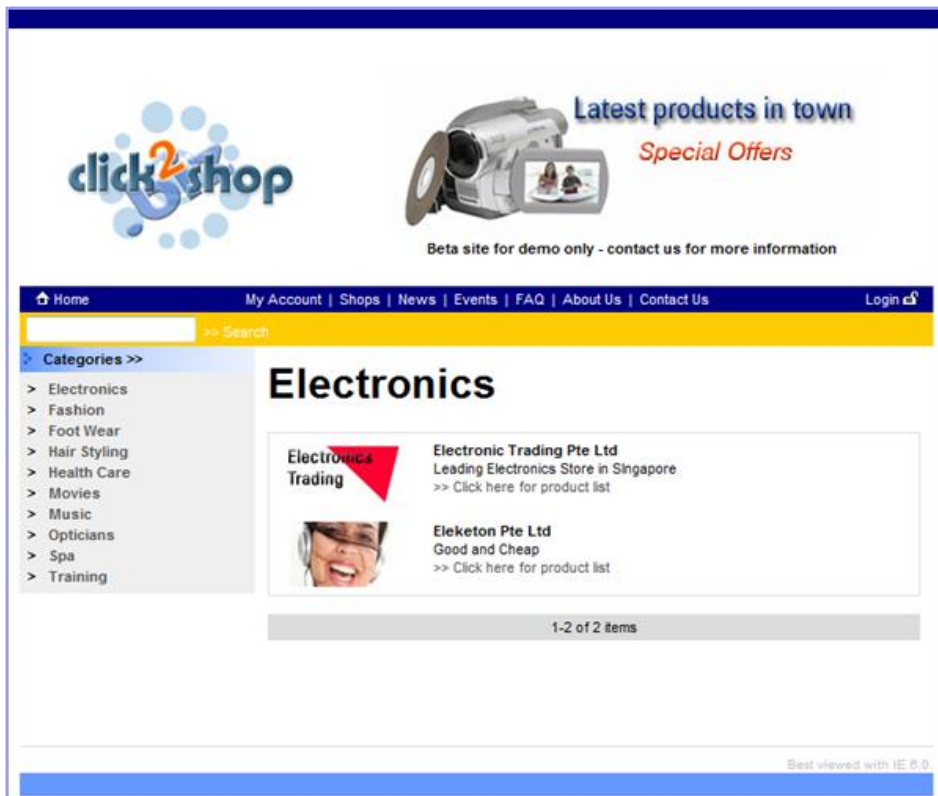 click2shop
Latest products in town
Special Offers
Beta site for demo only - contact us for more information
Home
My Account | Shops | News | Events | FAQ | About Us | Contact Us
Login
>> Search
Categories >>
> Electronics
> Fashion
> Foot Wear
> Hair Styling
> Health Care
> Movies
> Music
> Opticians
> Spa
> Training
Electronics
Electronics
Trading
Electronic Trading Pte Ltd
Leading Electronics Store in SIngapore
>> Click here for product list
Eleketon Pte Ltd
Good and Cheap
>> Click here for product list
1-2 of 2 items
Best viewed with IE 6.0.